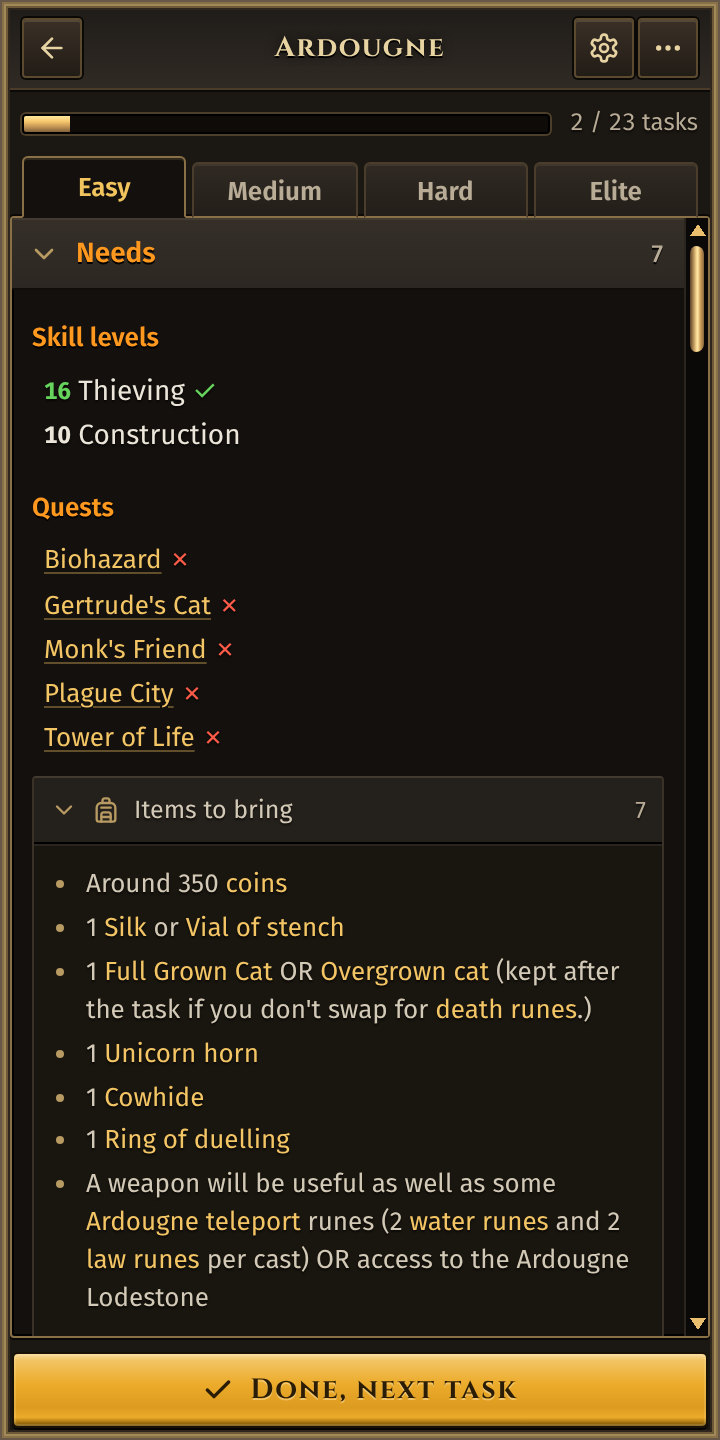 ARDOUGNE
2 / 23 tasks
Easy
Medium
Hard
Elite
Needs
7
Skill levels
16 Thieving
10 Construction
Quests
Biohazard
Gertrude's Cat
Monk's Friend
Plague City
Tower of Life
Items to bring
7
Around 350 coins
1 Silk or Vial of stench
1 Full Grown Cat OR Overgrown cat (kept after
the task if you don't swap for death runes.)
1 Unicorn horn
1 Cowhide
1 Ring of duelling
A weapon will be useful as well as some
Ardougne teleport runes (2 water runes and 2
law runes per cast) OR access to the Ardougne
Lodestone
DONE, NEXT TASK